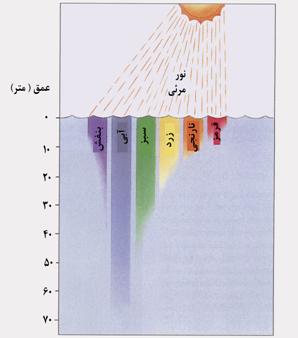 نور
مرئی
عمق (متر)
۰
۱۰
۲۰
۳۰
۴۰
۵۰
۶۰
۷۰
بنفش
آبی
سبز
زرد
نارنجی
قرمز